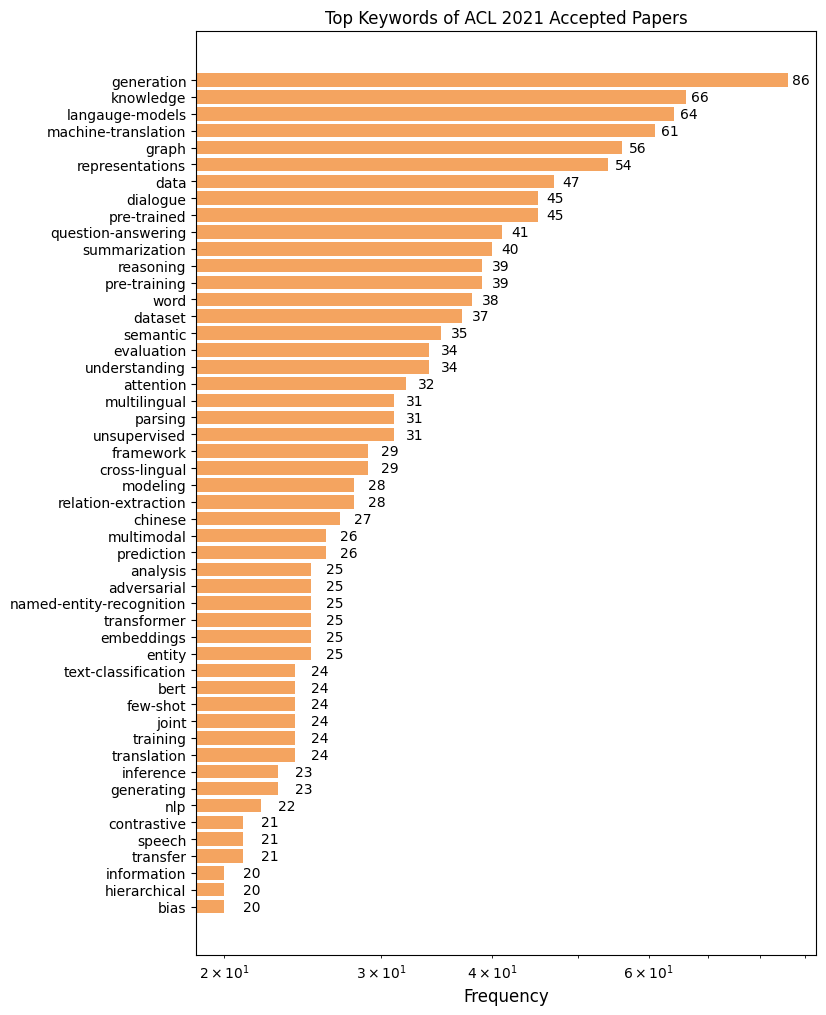 Top Keywords of ACL 2021 Accepted Papers
generation 86
knowledge 66
langauge-models 64
machine-translation 61
graph 56
representations 54
data 47
dialogue 45
pre-trained 45
question-answering 41
summarization 40
reasoning 39
pre-training 39
word 38
dataset 37
semantic 35
evaluation 34
understanding 34
attention 32
multilingual 31
parsing 31
unsupervised 31
framework 29
cross-lingual 29
modeling 28
relation-extraction 28
chinese 27
multimodal 26
prediction 26
analysis 25
adversarial 25
named-entity-recognition 25
transformer 25
embeddings 25
entity 25
text-classification 24
bert 24
few-shot 24
joint 24
training 24
translation 24
inference 23
generating 23
nlp 22
contrastive 21
speech 21
transfer 21
information 20
hierarchical 20
bias 20
2 × 10¹ 3 × 10¹ 4 × 10¹ 6 × 10¹
Frequency